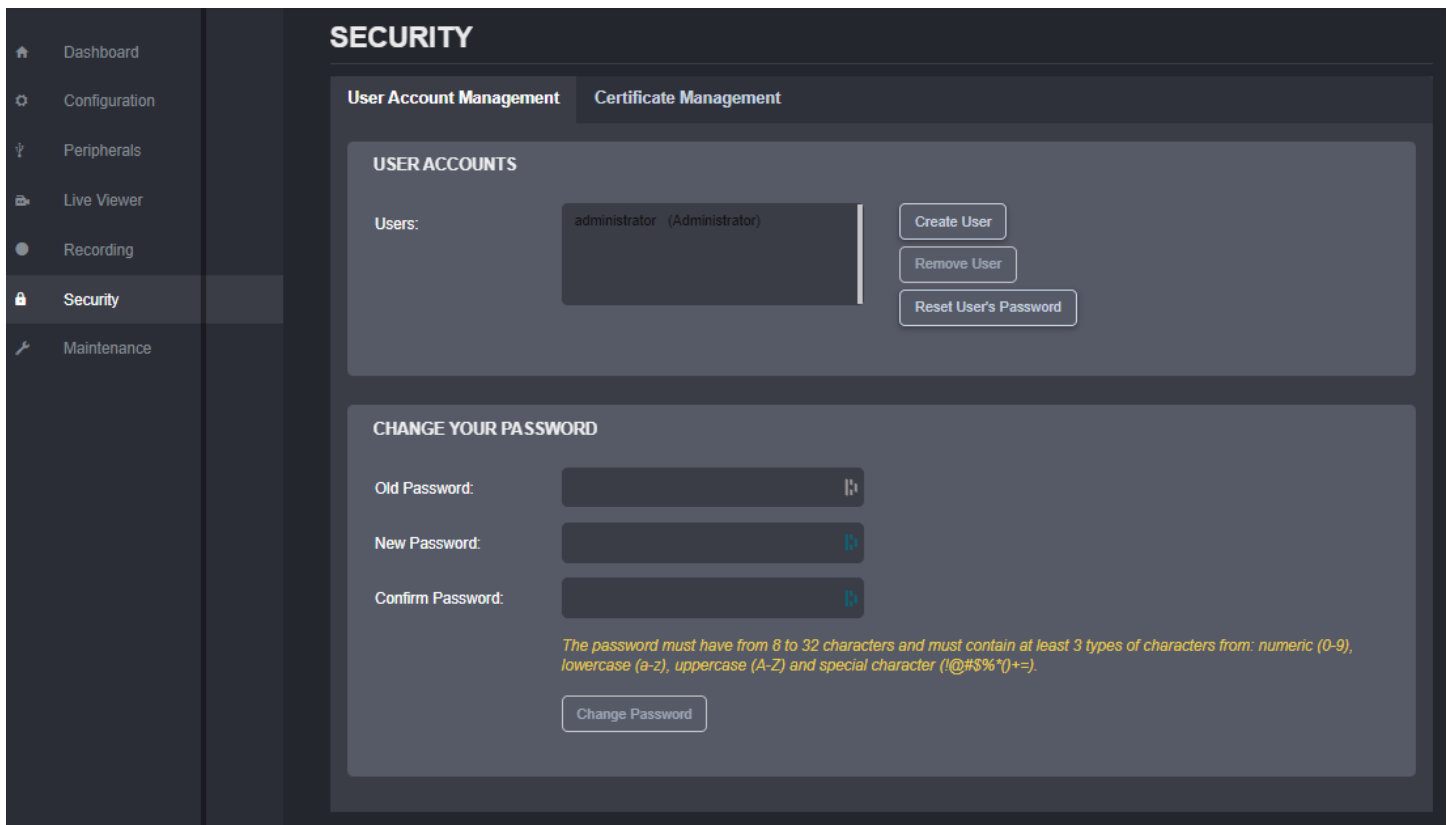 SECURITY
Dashboard
Configuration
Peripherals
Live Viewer
Recording
Security
Maintenance
User Account Management
Certificate Management
USER ACCOUNTS
Users:
administrator (Administrator)
Create User
Remove User
Reset User's Password
CHANGE YOUR PASSWORD
Old Password:
New Password:
Confirm Password:
The password must have from 8 to 32 characters and must contain at least 3 types of characters from: numeric (0-9),
lowercase (a-z), uppercase (A-Z) and special character (!@#$%*()+=).
Change Password